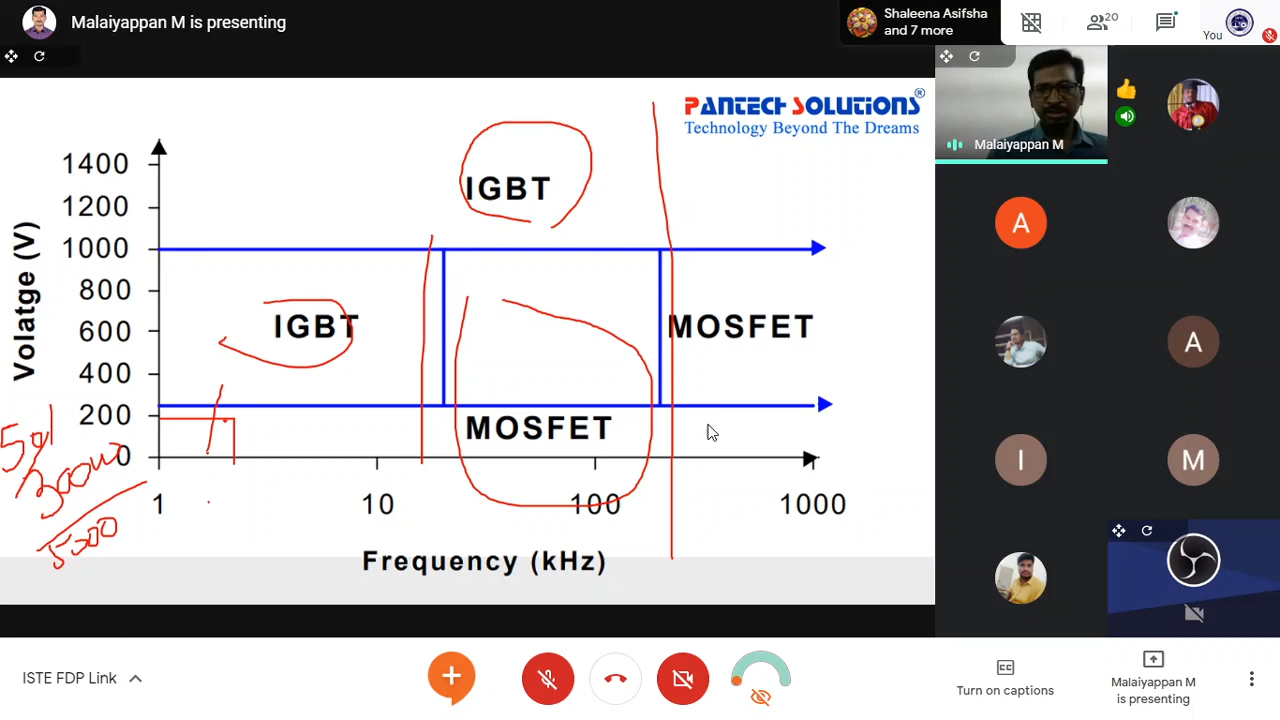 Malaiyappan M is presenting
Shaleena Asifsha
and 7 more
20
You
PANTECH SOLUTIONS®
Technology Beyond The Dreams
Malaiyappan M
1400
1200
1000
800
600
400
200
0
Volatge (V)
IGBT
IGBT
MOSFET
MOSFET
300W
5300
1 10 100 1000
Frequency (kHz)
A
A
I
M
ISTE FDP Link
Turn on captions
Malaiyappan M
is presenting